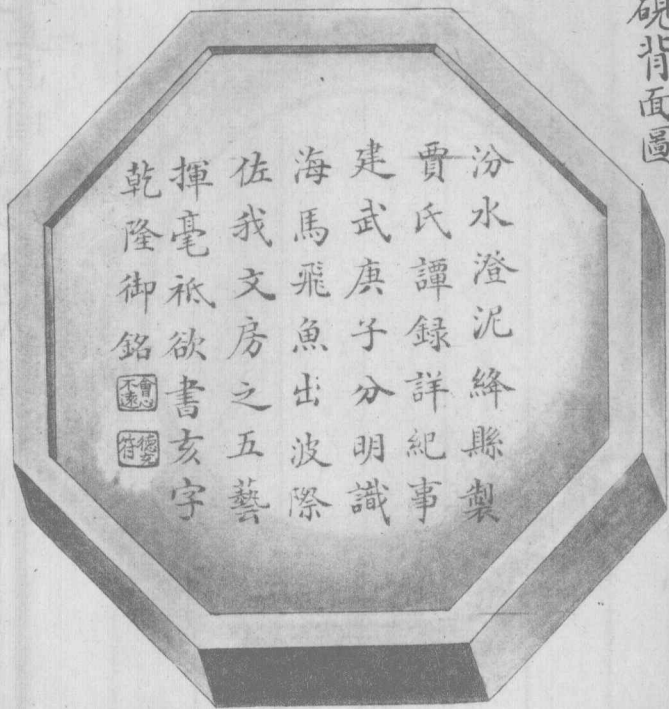 硯背面圖
汾水澄泥絳縣製
賈氏譚録詳紀事
建武庚子分明識
海馬飛魚出波際
佐我文房之五藝
揮毫祇欲書亥字
乾隆御銘
會心不遠
德充符